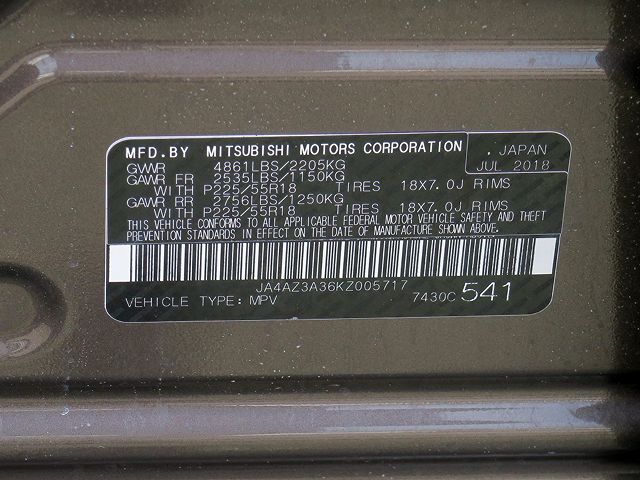 MFD.BY MITSUBISHI MOTORS CORPORATION . JAPAN
GVWR 4861LBS/2205KG JUL 2018
GAWR FR 2535LBS/1150KG
WITH P225/55R18 TIRES 18X7.0J RIMS
GAWR RR 2756LBS/1250KG
WITH P225/55R18 TIRES 18X7.0J RIMS
THIS VEHICLE CONFORMS TO ALL APPLICABLE FEDERAL MOTOR VEHICLE SAFETY AND THEFT
PREVENTION STANDARDS IN EFFECT ON THE DATE OF MANUFACTURE SHOWN ABOVE.
JA4AZ3A36KZ005717
VEHICLE TYPE: MPV 7430C 541